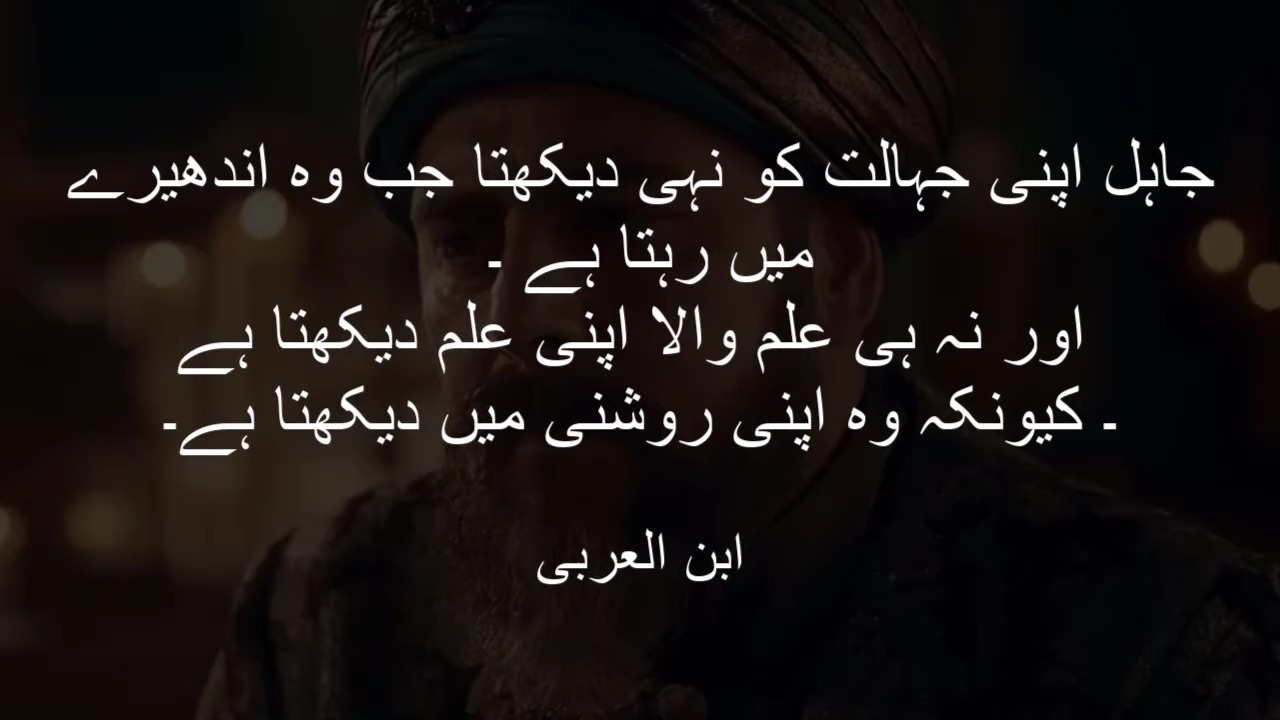 جاہل اپنی جہالت کو نہی دیکھتا جب وہ اندھیرے
میں رہتا ہے ۔
اور نہ ہی علم والا اپنی علم دیکھتا ہے
۔ کیونکہ وہ اپنی روشنی میں دیکھتا ہے۔
ابن العربی